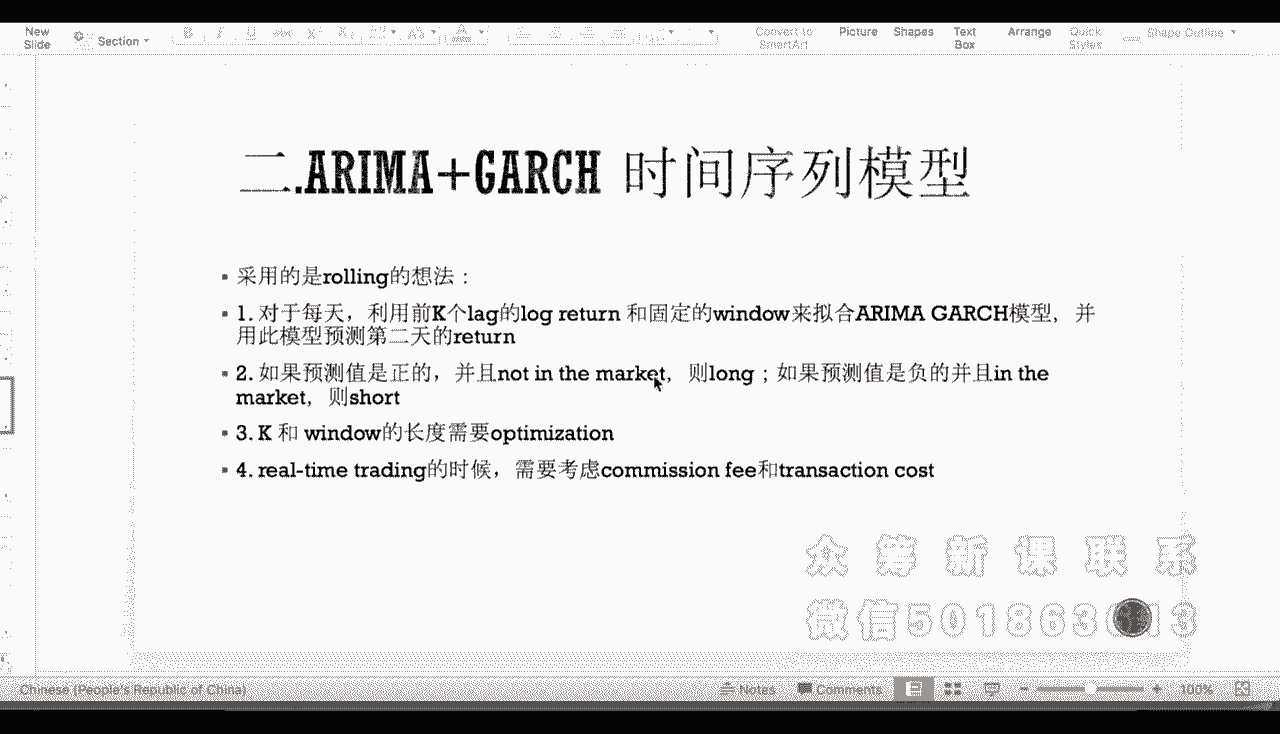 New
Slide
Section
B I U abc X² X₂
Convert to
SmartArt
Picture
Shapes
Text
Box
Arrange
Quick
Styles
Shape Outline
二.ARIMA+GARCH 时间序列模型
▪ 采用的是rolling的想法：
▪ 1. 对于每天，利用前K个lag的log return 和固定的window来拟合ARIMA GARCH模型，并
用此模型预测第二天的return
▪ 2. 如果预测值是正的，并且not in the market，则long；如果预测值是负的并且in the
market，则short
▪ 3. K 和 window的长度需要optimization
▪ 4. real-time trading的时候，需要考虑commission fee和transaction cost
众筹新课联系
微信5018636
13
Chinese (People's Republic of China)
Notes
Comments
100%